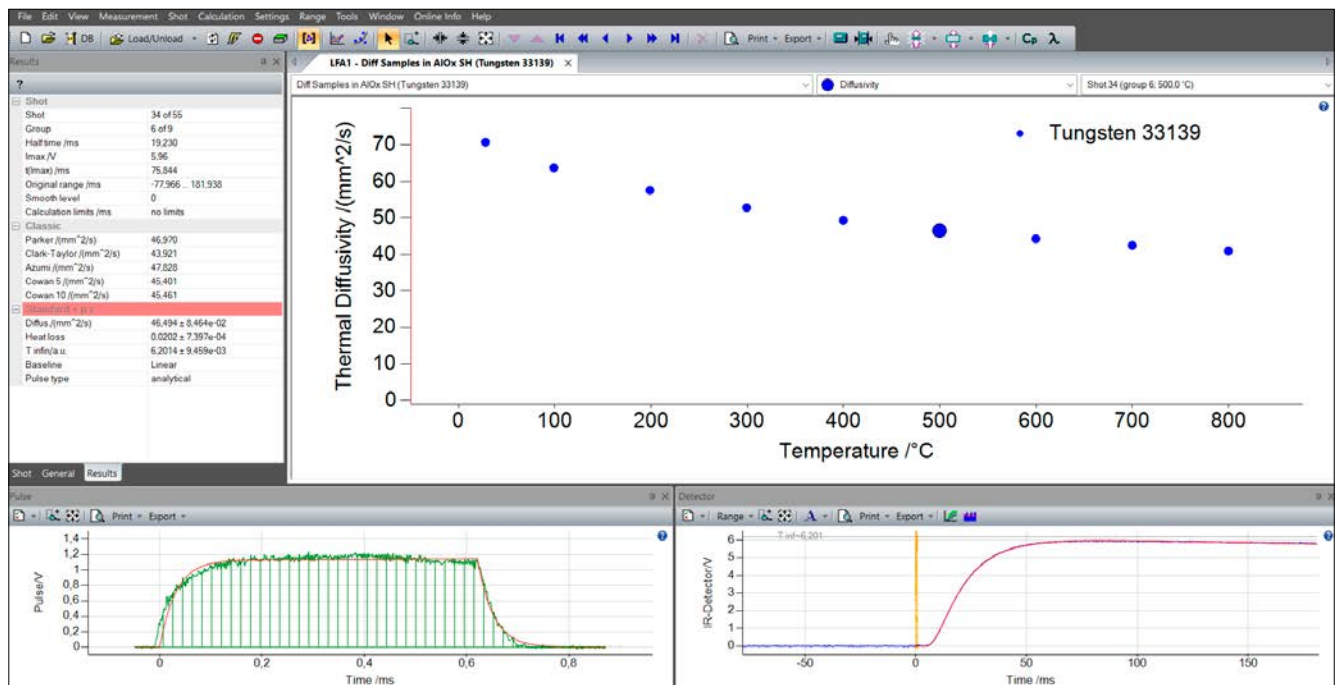 File Edit View Measurement Shot Calculation Settings Range Tools Window Online Info Help
DB Load/Unload Print Export Cp λ
Results
LFA1 - Diff Samples in AlOx SH (Tungsten 33139) ×
?
Diff Samples in AlOx SH (Tungsten 33139) Diffusivity Shot 34 (group 6: 500,0 °C)
Shot
Shot 34 of 55
Group 6 of 9
Half time /ms 19,230
Imax /V 5,96
t(Imax) /ms 75,844
Original range /ms -77,966 ... 181,938
Smooth level 0
Calculation limits /ms no limits
Classic
Parker /(mm^2/s) 46,970
Clark-Taylor /(mm^2/s) 43,921
Azumi /(mm^2/s) 47,828
Cowan 5 /(mm^2/s) 45,401
Cowan 10 /(mm^2/s) 45,461
Standard + p.c
Diffus./(mm^2/s) 46,494 ± 8,464e-02
Heat loss 0,0202 ± 7,397e-04
T infin/a.u. 6,2014 ± 9,459e-03
Baseline Linear
Pulse type analytical
Shot General Results
Tungsten 33139
Thermal Diffusivity /(mm^2/s)
70
60
50
40
30
20
10
0
0 100 200 300 400 500 600 700 800
Temperature /°C
Pulse
Print Export
Pulse/V
1,4
1,2
1
0,8
0,6
0,4
0,2
0
0 0,2 0,4 0,6 0,8
Time /ms
Detector
Range A Print Export
T inf=6,201
IR-Detector/V
6
5
4
3
2
1
0
-50 0 50 100 150
Time /ms